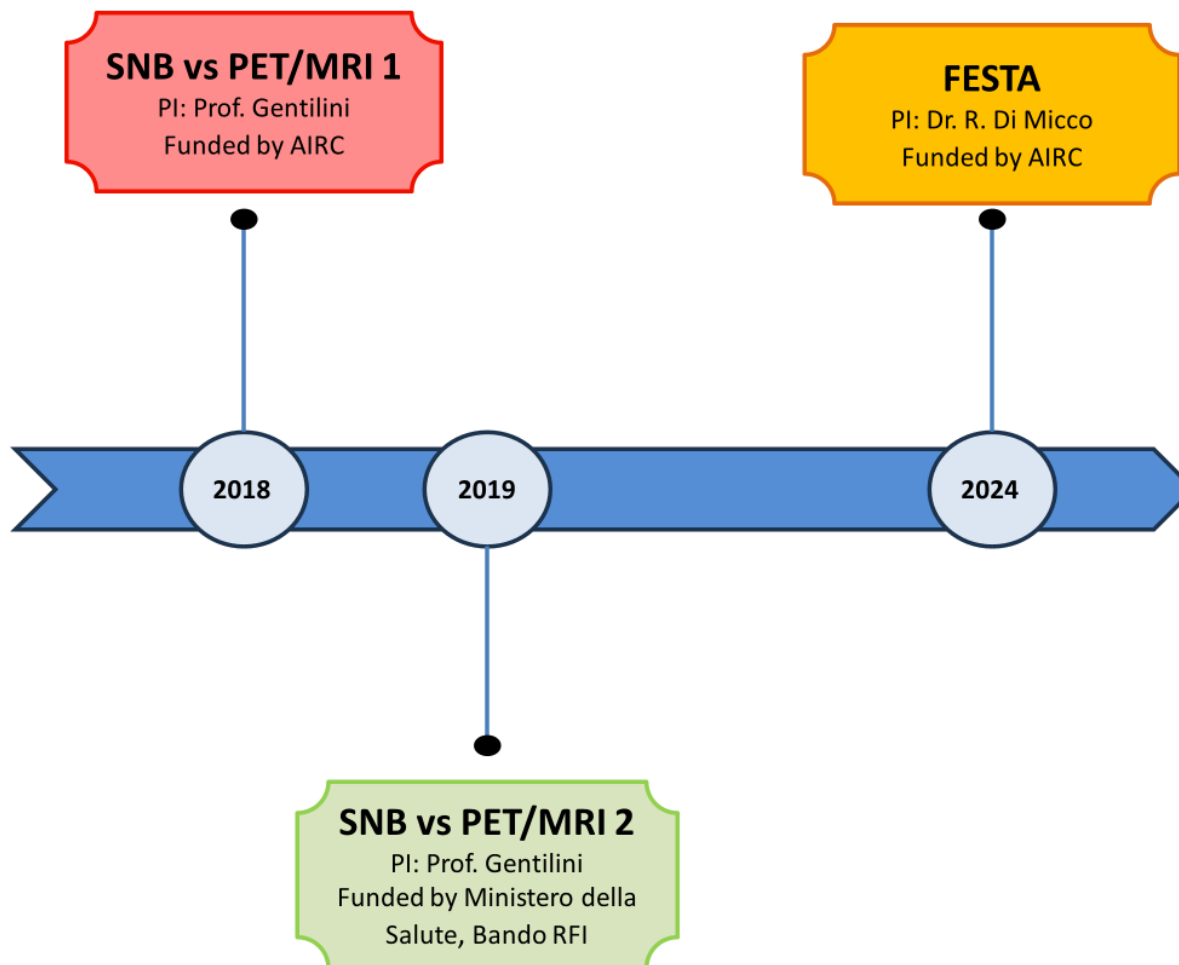 SNB vs PET/MRI 1
PI: Prof. Gentilini
Funded by AIRC
FESTA
PI: Dr. R. Di Micco
Funded by AIRC
2018
2019
2024
SNB vs PET/MRI 2
PI: Prof. Gentilini
Funded by Ministero della
Salute, Bando RFI